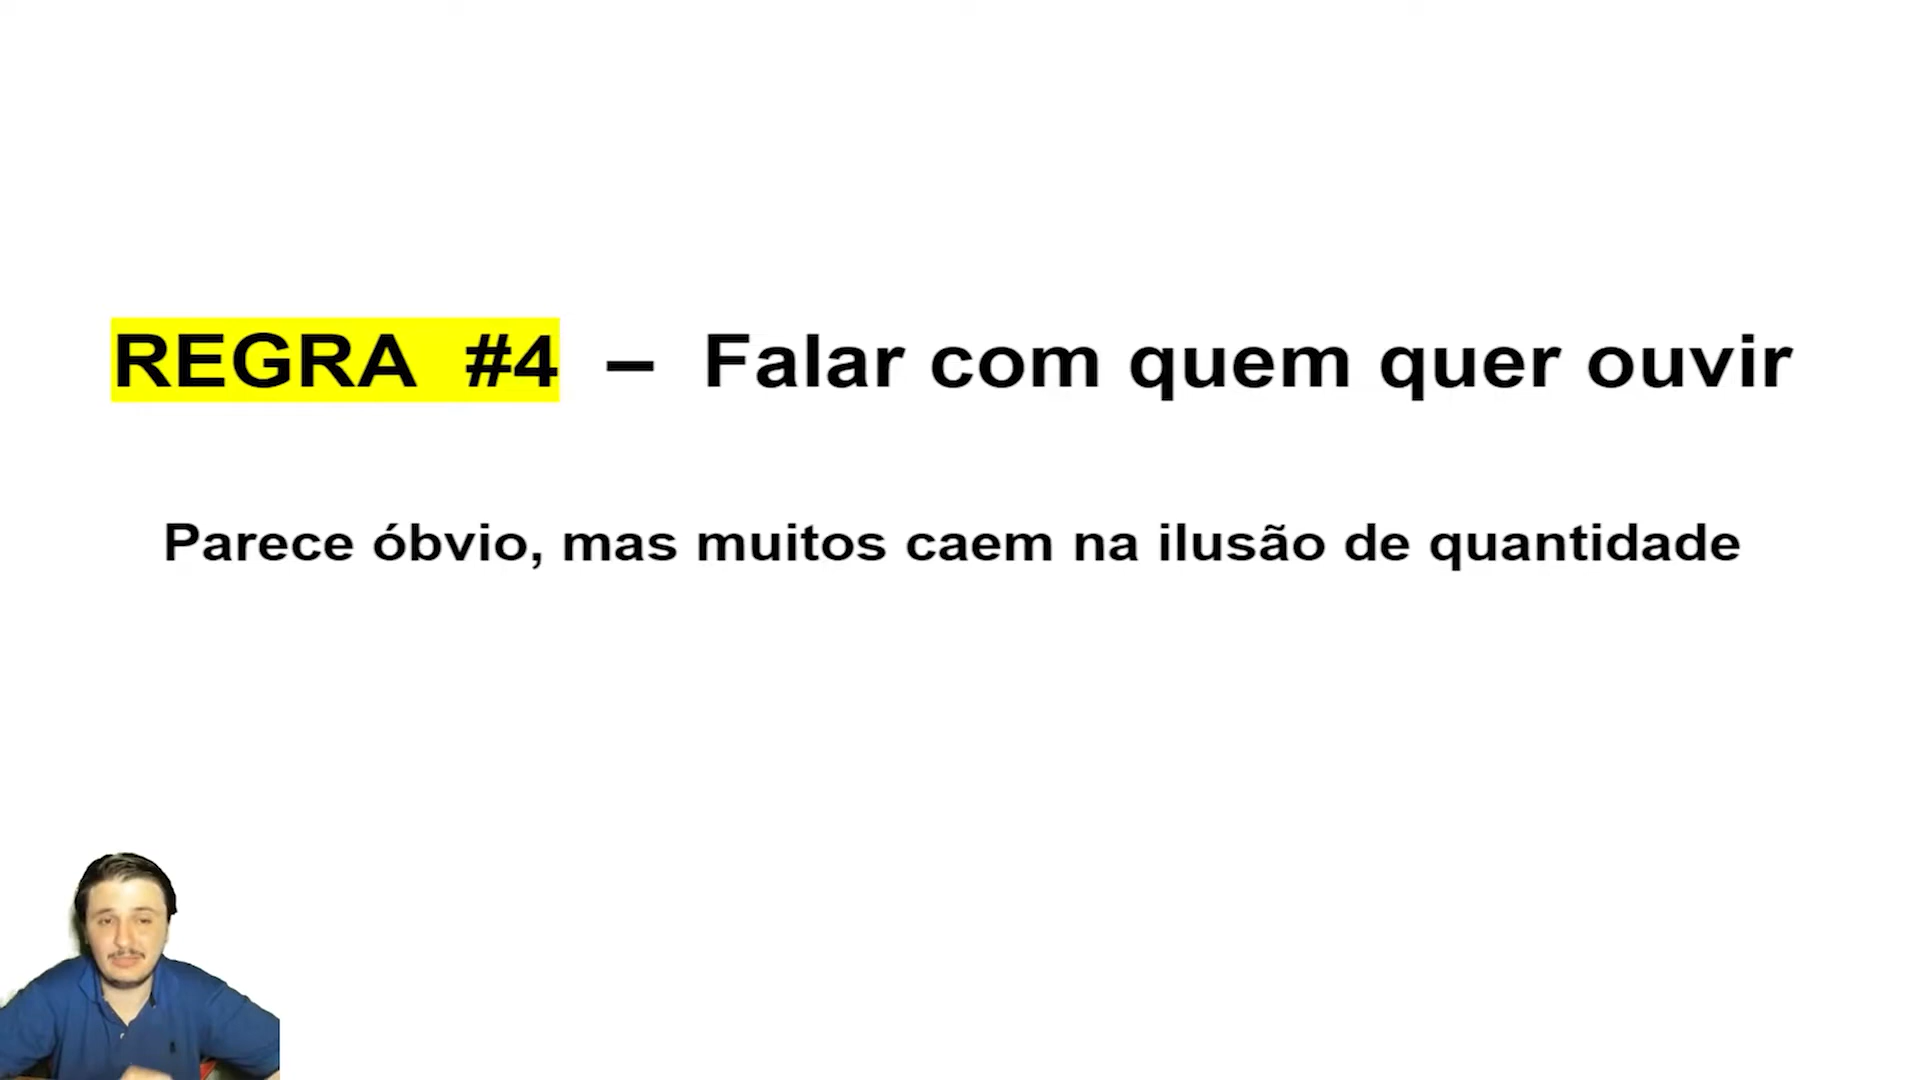 REGRA #4 – Falar com quem quer ouvir
Parece óbvio, mas muitos caem na ilusão de quantidade